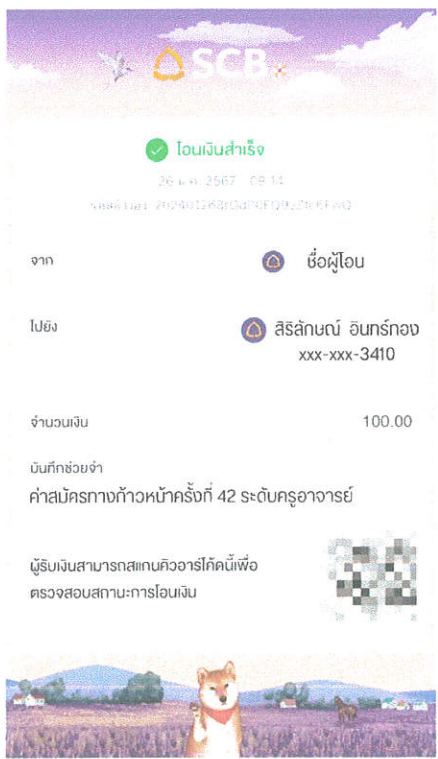 SCB
โอนเงินสำเร็จ
26 ม.ค. 2567 - 09:14
จาก
ชื่อผู้โอน
ไปยัง
สิริลักษณ์ อินทร์ทอง
xxx-xxx-3410
จำนวนเงิน
100.00
บันทึกช่วยจำ
ค่าสมัครทางก้าวหน้าครั้งที่ 42 ระดับครูอาจารย์
ผู้รับเงินสามารถสแกนคิวอาร์โค้ดนี้เพื่อ
ตรวจสอบสถานะการโอนเงิน